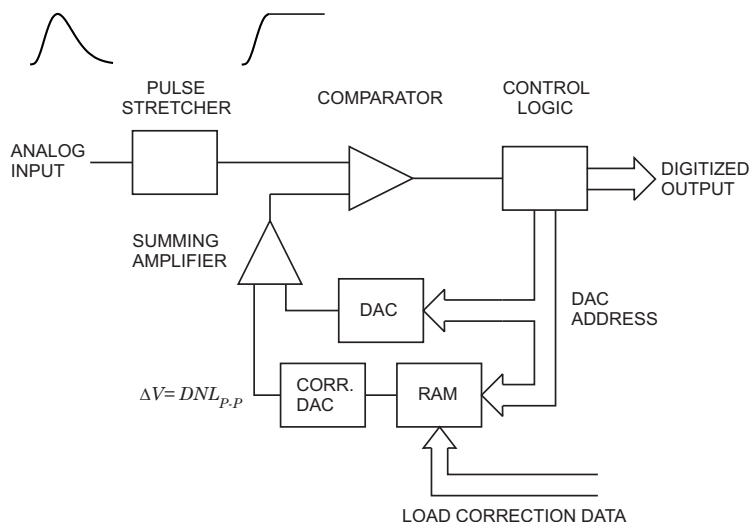 PULSE
STRETCHER
COMPARATOR
CONTROL
LOGIC
ANALOG
INPUT
DIGITIZED
OUTPUT
SUMMING
AMPLIFIER
DAC
DAC
ADDRESS
ΔV= DNL_{P-P}
CORR.
DAC
RAM
LOAD CORRECTION DATA